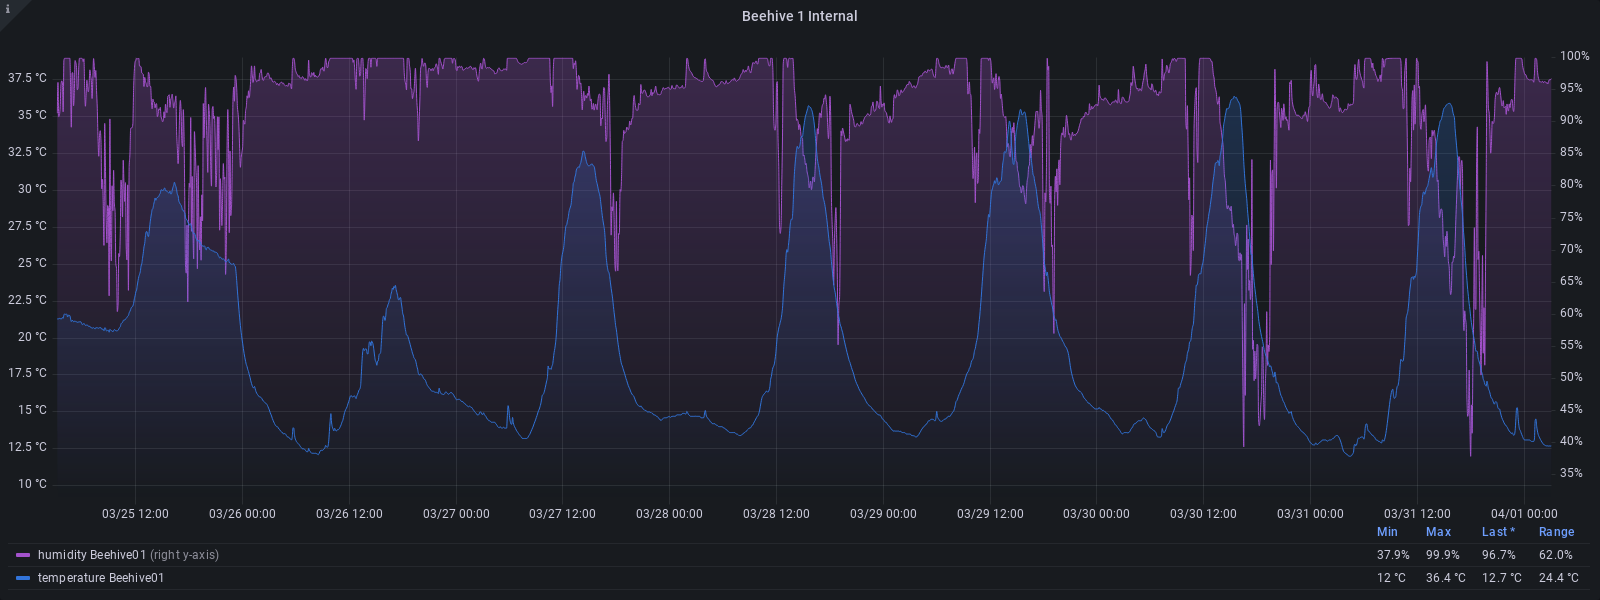 i
Beehive 1 Internal
37.5 °C
35 °C
32.5 °C
30 °C
27.5 °C
25 °C
22.5 °C
20 °C
17.5 °C
15 °C
12.5 °C
10 °C
100%
95%
90%
85%
80%
75%
70%
65%
60%
55%
50%
45%
40%
35%
03/25 12:00 03/26 00:00 03/26 12:00 03/27 00:00 03/27 12:00 03/28 00:00 03/28 12:00 03/29 00:00 03/29 12:00 03/30 00:00 03/30 12:00 03/31 00:00 03/31 12:00 04/01 00:00
Min Max Last * Range
humidity Beehive01 (right y-axis) 37.9% 99.9% 96.7% 62.0%
temperature Beehive01 12 °C 36.4 °C 12.7 °C 24.4 °C